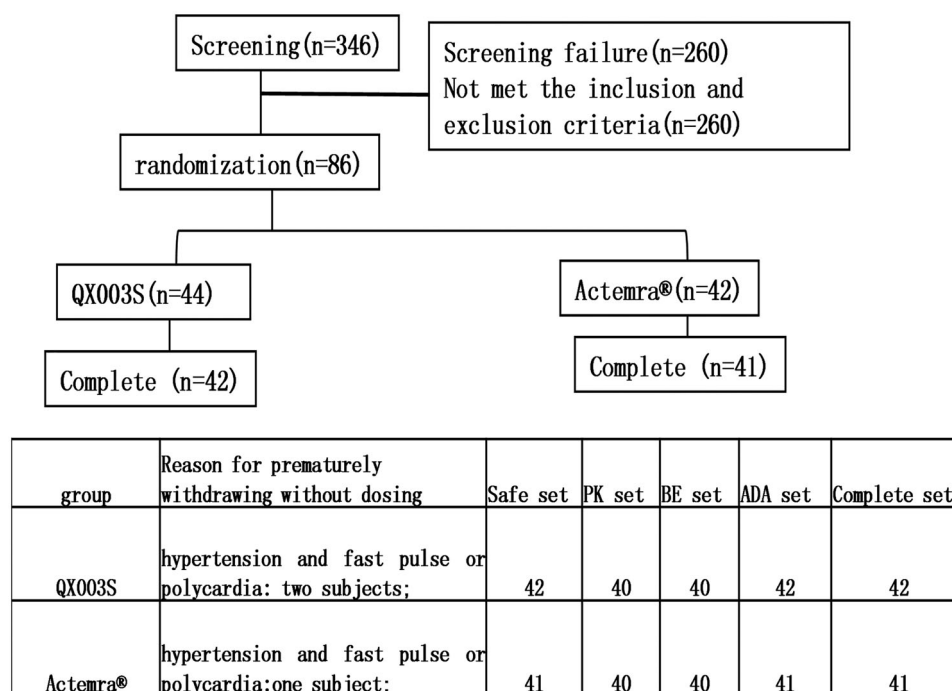 Screening(n=346)
Screening failure(n=260)
Not met the inclusion and
exclusion criteria(n=260)
randomization(n=86)
QX003S(n=44)
Actemra®(n=42)
Complete (n=42)
Complete (n=41)
group Reason for prematurely withdrawing without dosing Safe set PK set BE set ADA set Complete set
QX003S hypertension and fast pulse or polycardia: two subjects; 42 40 40 42 42
Actemra® hypertension and fast pulse or polycardia:one subject; 41 40 40 41 41